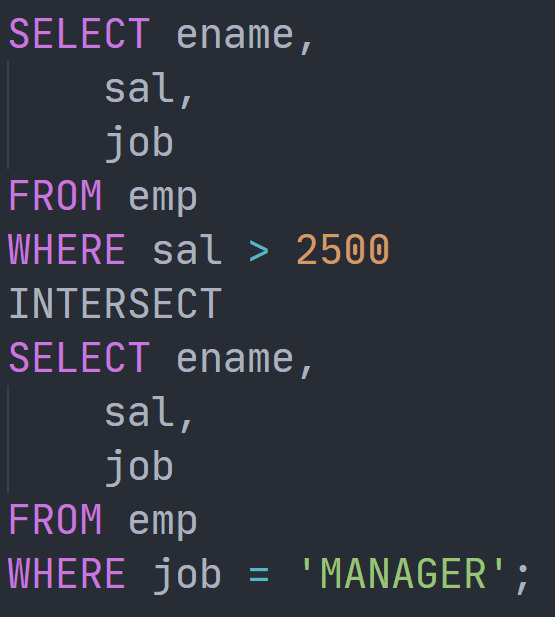 SELECT ename,
    sal,
    job
FROM emp
WHERE sal > 2500
INTERSECT
SELECT ename,
    sal,
    job
FROM emp
WHERE job = 'MANAGER';